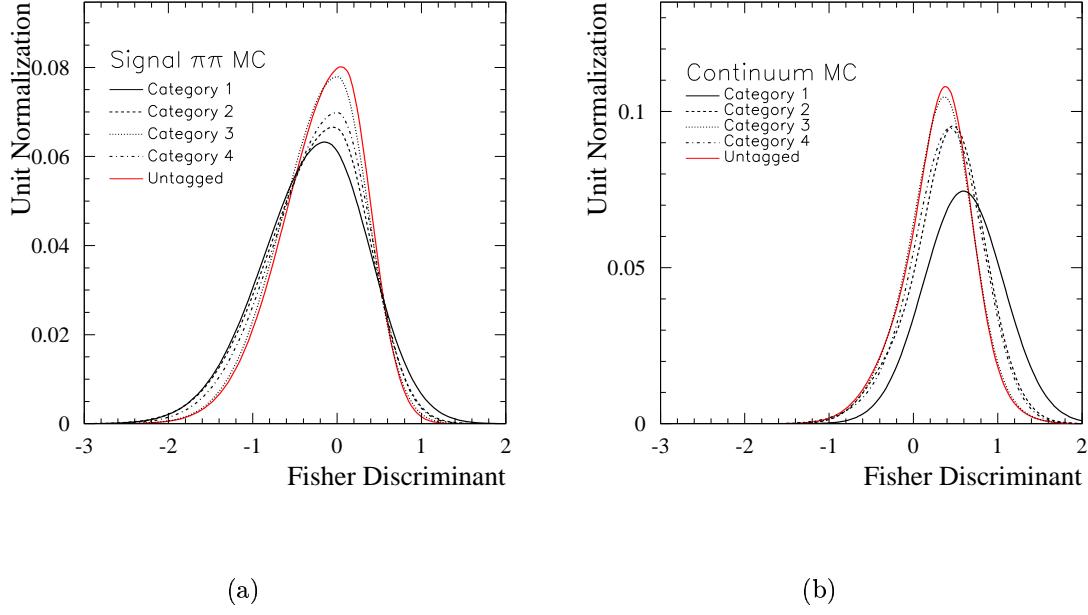 Unit Normalization
0.08
0.06
0.04
0.02
0
Signal ππ MC
Category 1
Category 2
Category 3
Category 4
Untagged
-3 -2 -1 0 1 2
Fisher Discriminant
(a)
Unit Normalization
0.1
0.05
0
Continuum MC
Category 1
Category 2
Category 3
Category 4
Untagged
-3 -2 -1 0 1 2
Fisher Discriminant
(b)